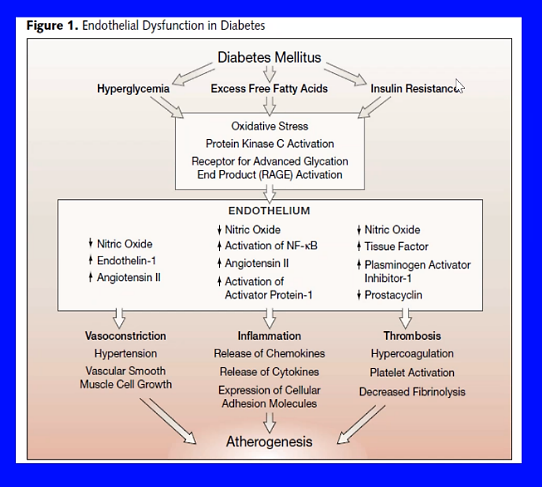 Figure 1. Endothelial Dysfunction in Diabetes
Diabetes Mellitus
Hyperglycemia
Excess Free Fatty Acids
Insulin Resistance
Oxidative Stress
Protein Kinase C Activation
Receptor for Advanced Glycation
End Product (RAGE) Activation
ENDOTHELIUM
↓ Nitric Oxide
↑ Endothelin-1
↑ Angiotensin II
↓ Nitric Oxide
↑ Activation of NF-κB
↑ Angiotensin II
↑ Activation of
Activator Protein-1
↓ Nitric Oxide
↑ Tissue Factor
↑ Plasminogen Activator
Inhibitor-1
↓ Prostacyclin
Vasoconstriction
Hypertension
Vascular Smooth
Muscle Cell Growth
Inflammation
Release of Chemokines
Release of Cytokines
Expression of Cellular
Adhesion Molecules
Thrombosis
Hypercoagulation
Platelet Activation
Decreased Fibrinolysis
Atherogenesis